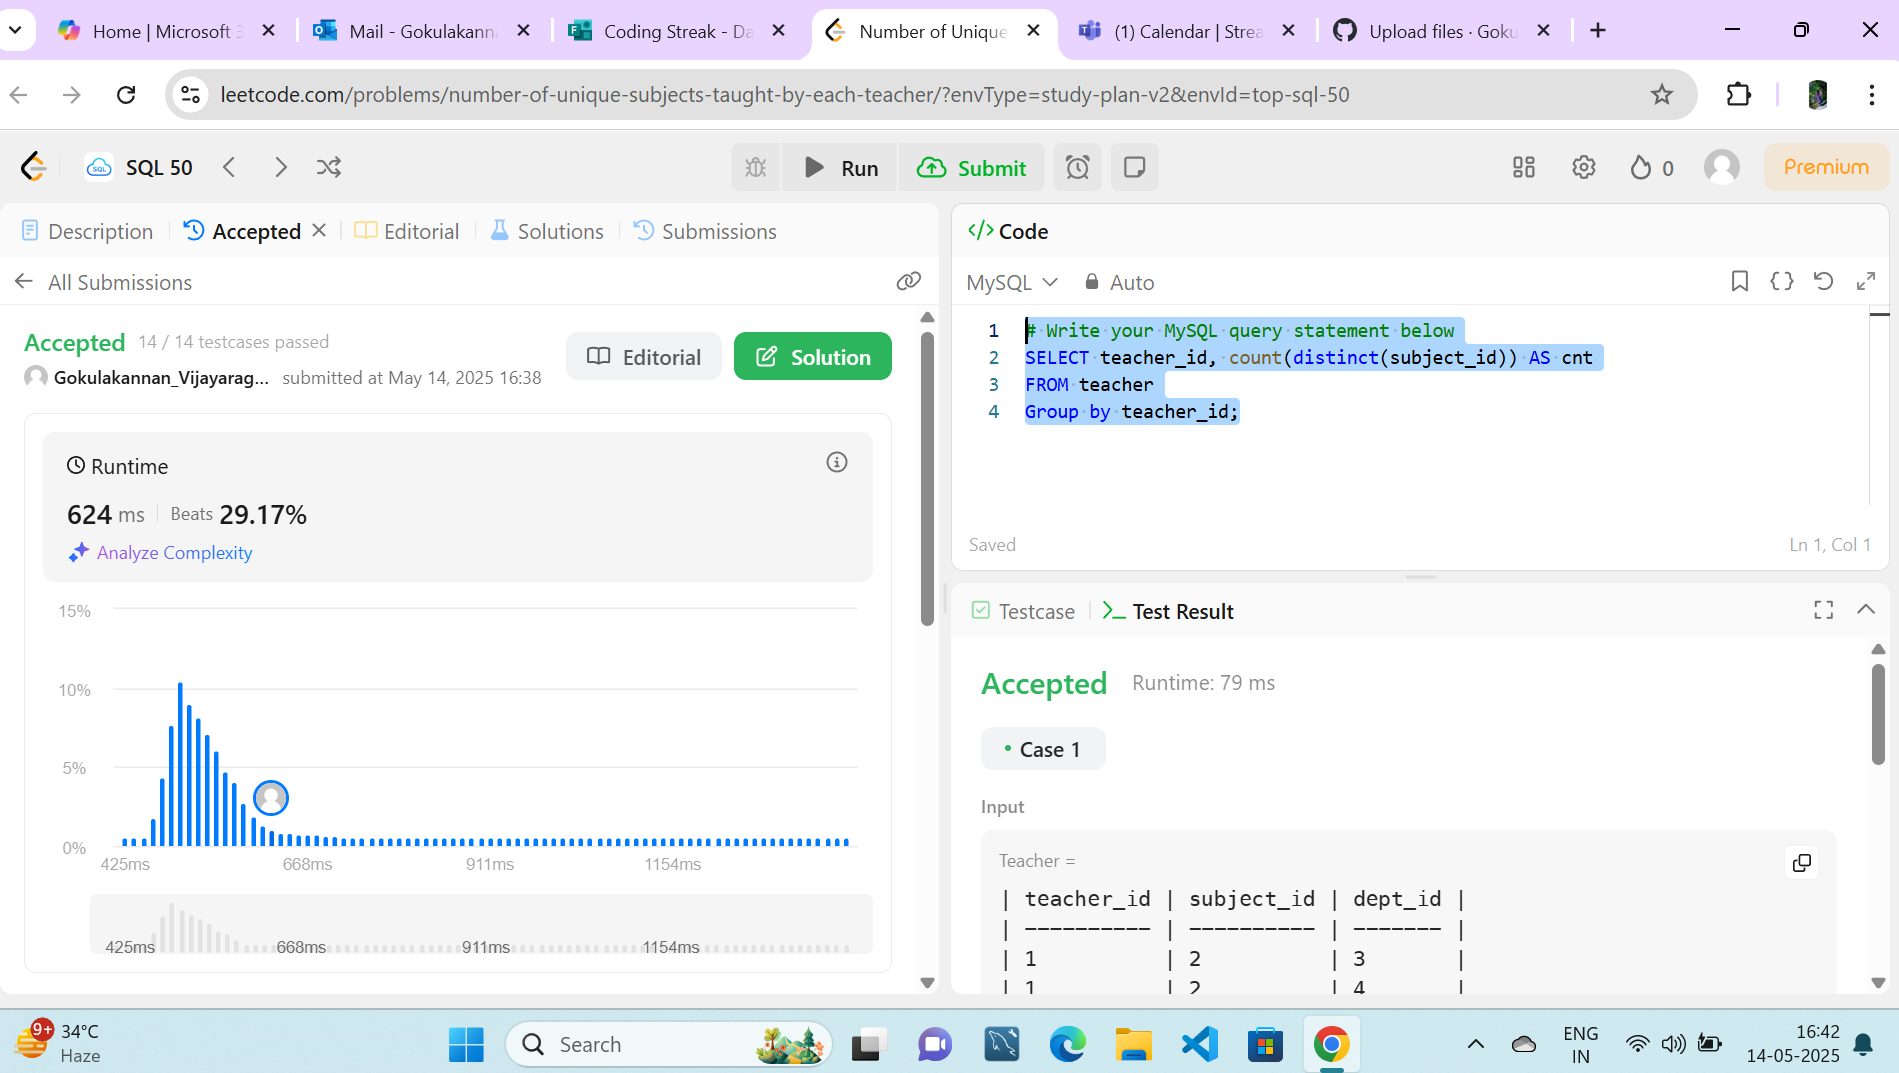 Home | Microsoft 3
Mail - Gokulakanna
Coding Streak - Da
Number of Unique
(1) Calendar | Strea
Upload files · Goku
leetcode.com/problems/number-of-unique-subjects-taught-by-each-teacher/?envType=study-plan-v2&envId=top-sql-50
SQL
SQL 50
Run
Submit
0
Premium
Description
Accepted
Editorial
Solutions
Submissions
All Submissions
Accepted 14 / 14 testcases passed
Gokulakannan_Vijayarag... submitted at May 14, 2025 16:38
Editorial
Solution
Runtime
624 ms Beats 29.17%
Analyze Complexity
15%
10%
5%
0%
425ms 668ms 911ms 1154ms
425ms 668ms 911ms 1154ms
</> Code
MySQL Auto
1 # Write your MySQL query statement below
2 SELECT teacher_id, count(distinct(subject_id)) AS cnt
3 FROM teacher
4 Group by teacher_id;
Saved Ln 1, Col 1
Testcase
Test Result
Accepted Runtime: 79 ms
Case 1
Input
Teacher =
| teacher_id | subject_id | dept_id |
| ---------- | ---------- | ------- |
| 1 | 2 | 3 |
| 1 | 2 | 4 |
9+
34°C
Haze
Search
ENG
IN
16:42
14-05-2025